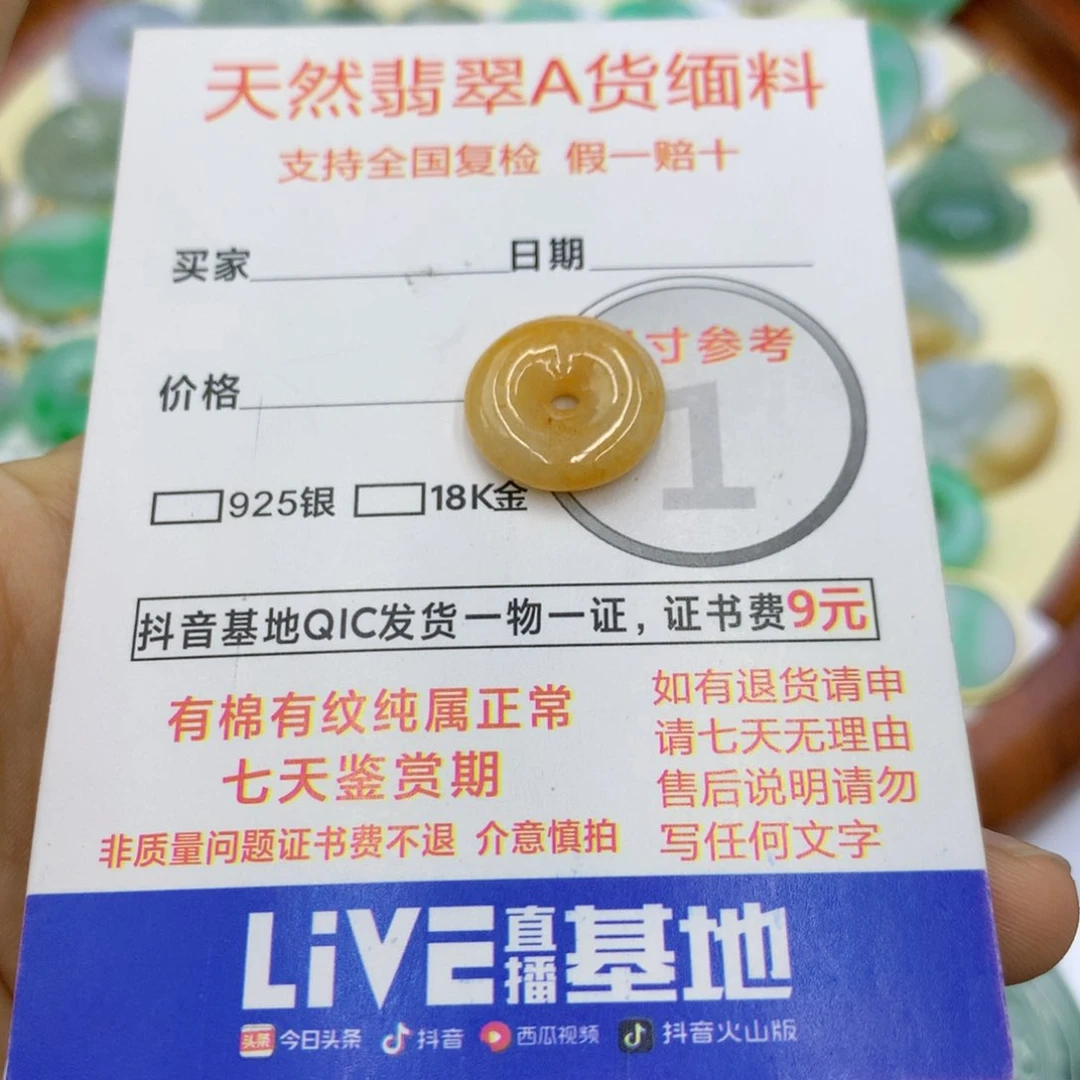 天然翡翠A货缅料
支持全国复检 假一赔十
买家 日期
寸参考
1
价格
925银 18K金
抖音基地QIC发货一物一证，证书费9元
有棉有纹纯属正常
七天鉴赏期
非质量问题证书费不退 介意慎拍
如有退货请申
请七天无理由
售后说明请勿
写任何文字
LiVE直播基地
头条 今日头条 抖音 西瓜视频 抖音火山版